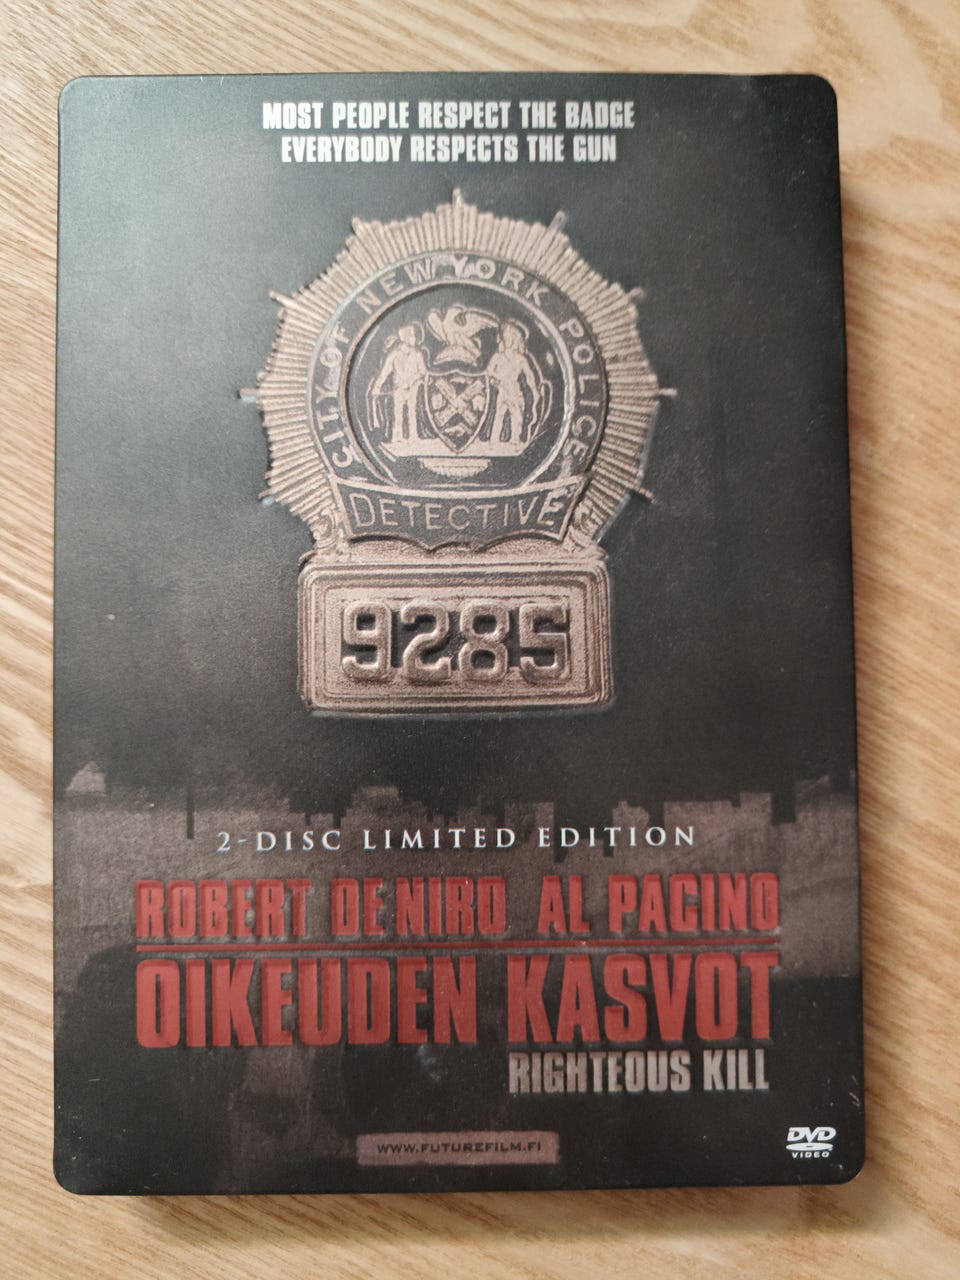 MOST PEOPLE RESPECT THE BADGE
EVERYBODY RESPECTS THE GUN
CITY OF NEW YORK POLICE
DETECTIVE
9285
2-DISC LIMITED EDITION
ROBERT DE NIRO AL PACINO
OIKEUDEN KASVOT
RIGHTEOUS KILL
WWW.FUTUREFILM.FI
DVD
VIDEO